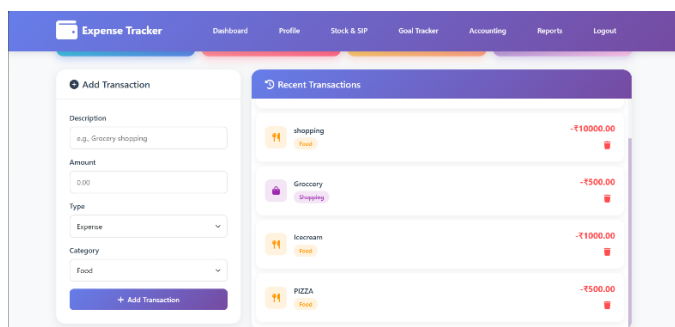 Expense Tracker
Dashboard
Profile
Stock & SIP
Goal Tracker
Accounting
Reports
Logout
Add Transaction
Description
e.g., Grocery shopping
Amount
0.00
Type
Expense
Category
Food
+ Add Transaction
Recent Transactions
shopping
Food
-₹10000.00
Groccory
Shopping
-₹500.00
Icecream
Food
-₹1000.00
PIZZA
Food
-₹500.00